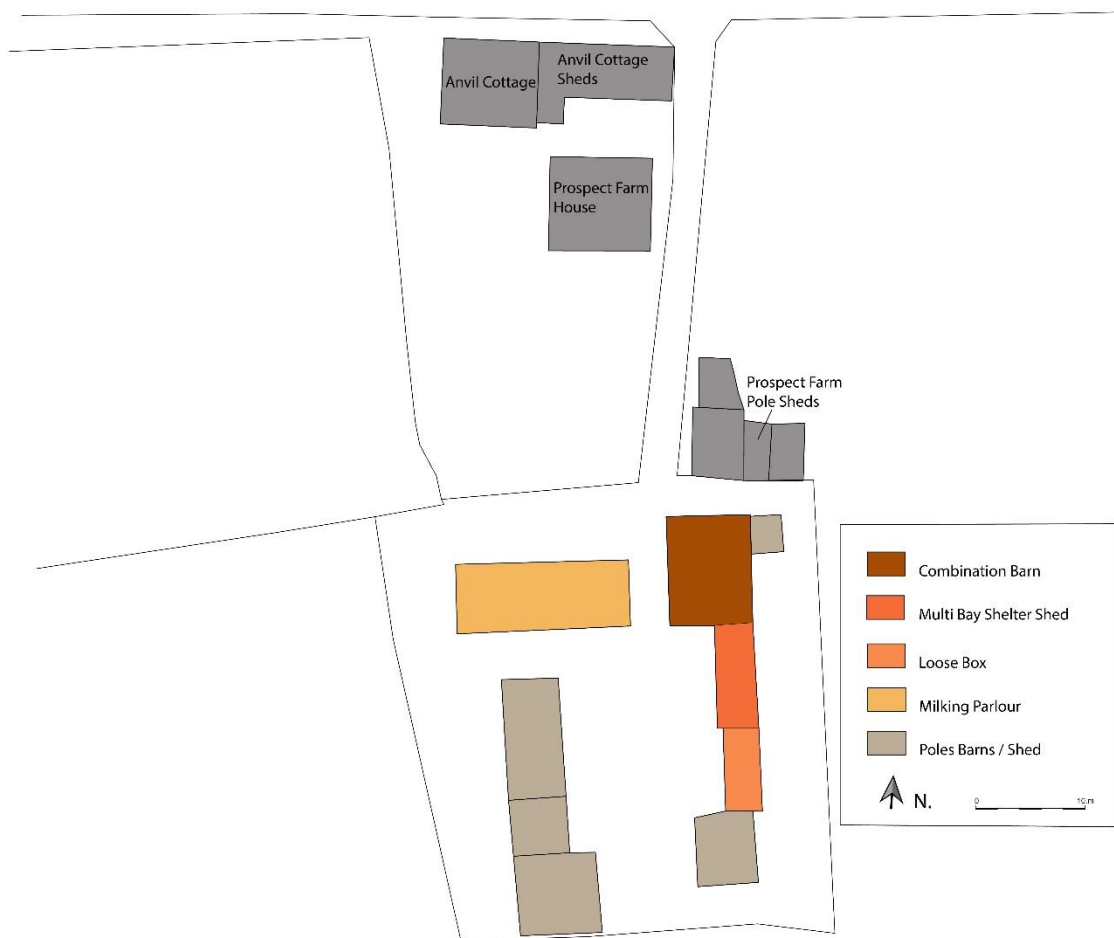 Anvil Cottage
Anvil Cottage
Sheds
Prospect Farm
House
Prospect Farm
Pole Sheds
Combination Barn
Multi Bay Shelter Shed
Loose Box
Milking Parlour
Poles Barns / Shed
N.
0
10m